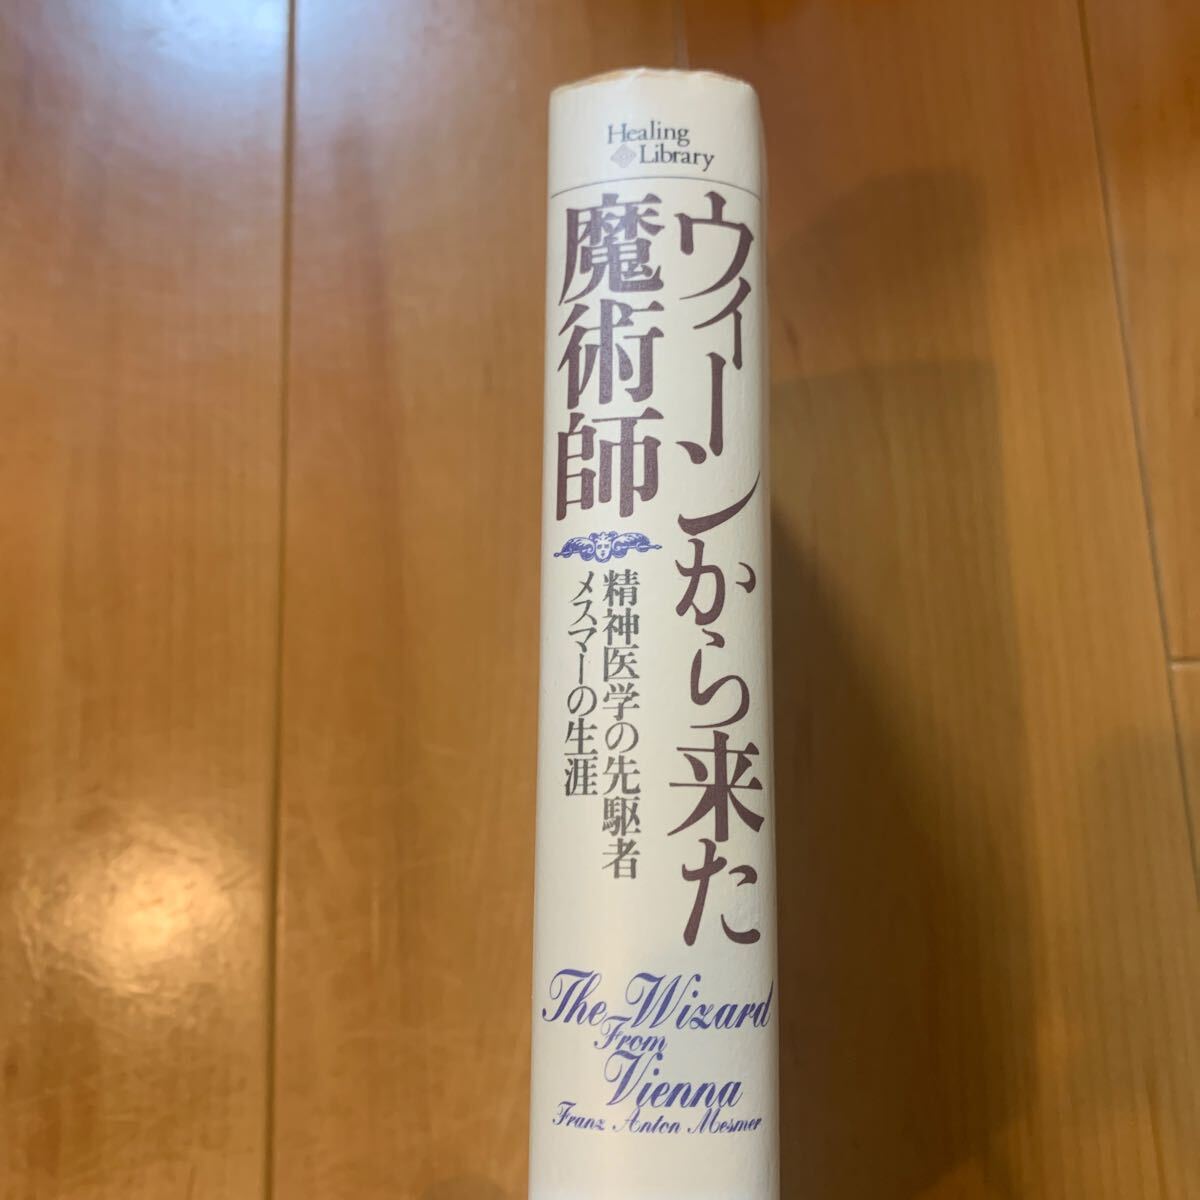 Healing
Library
ウィーンから来た
魔術師
精神医学の先駆者
メスマーの生涯
The Wizard
From
Vienna
Franz Anton Mesmer